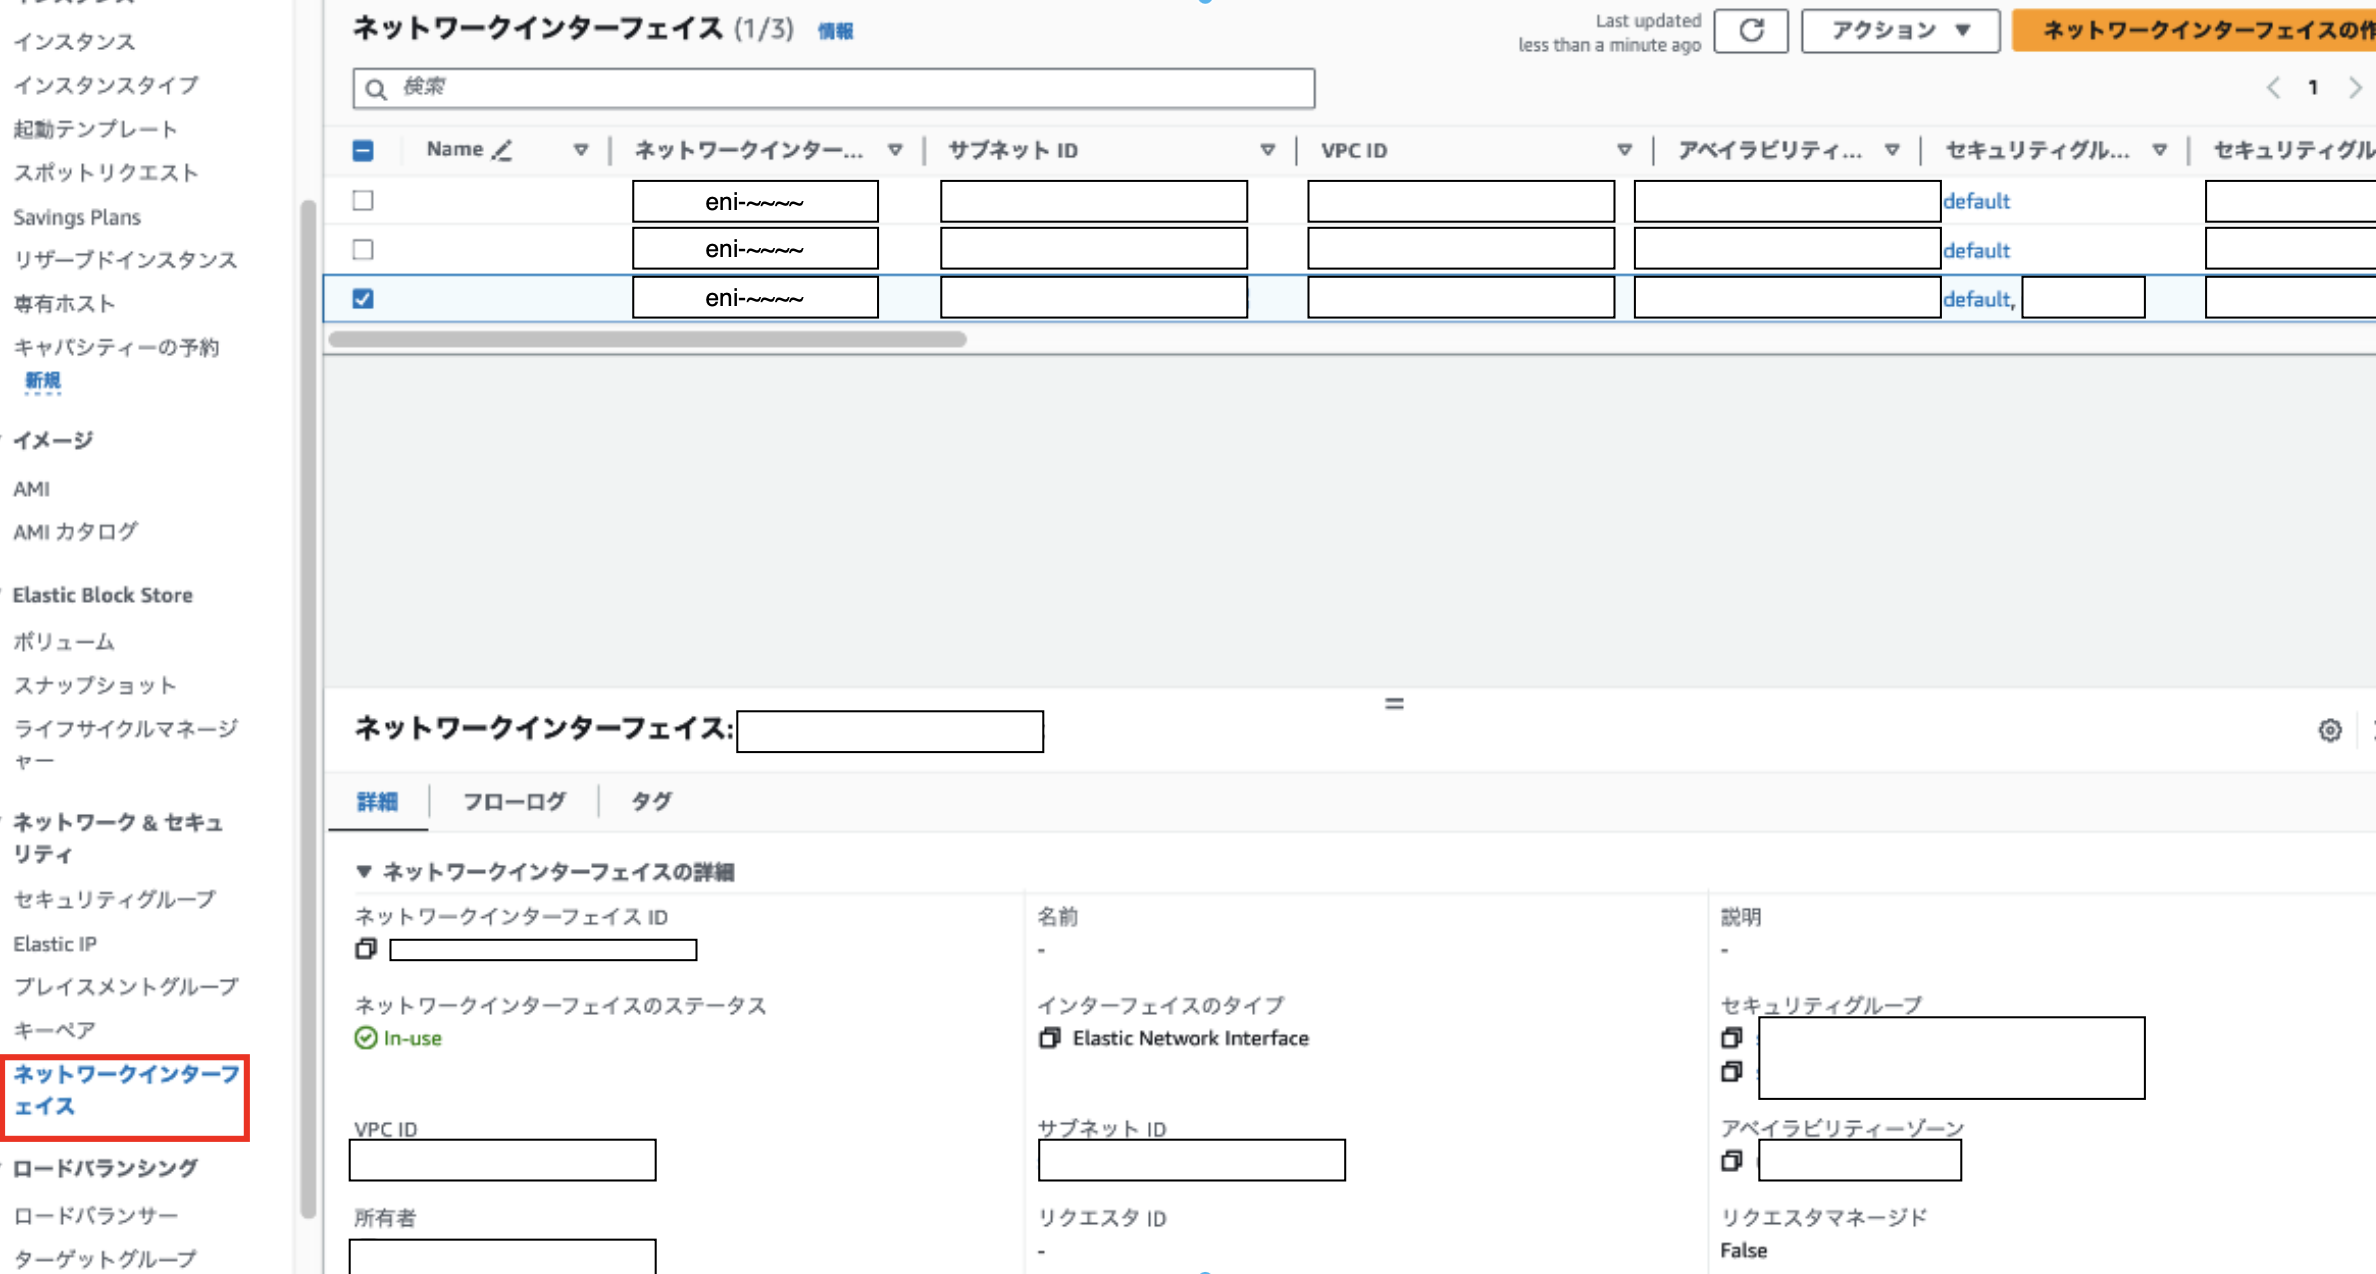 インスタンス
インスタンス
インスタンスタイプ
起動テンプレート
スポットリクエスト
Savings Plans
リザーブドインスタンス
専有ホスト
キャパシティーの予約
新規
イメージ
AMI
AMI カタログ
Elastic Block Store
ボリューム
スナップショット
ライフサイクルマネージ
ャー
ネットワーク & セキュ
リティ
セキュリティグループ
Elastic IP
プレイスメントグループ
キーペア
ネットワークインターフ
ェイス
ロードバランシング
ロードバランサー
ターゲットグループ
ネットワークインターフェイス (1/3) 情報
Last updated
less than a minute ago
アクション
ネットワークインターフェイスの作
検索
1
Name ネットワークインター... サブネット ID VPC ID アベイラビリティ... セキュリティグル... セキュリティグル
eni-~~~~ default
eni-~~~~ default
eni-~~~~ default,
ネットワークインターフェイス:
詳細 フローログ タグ
▼ ネットワークインターフェイスの詳細
ネットワークインターフェイス ID
名前
-
説明
-
ネットワークインターフェイスのステータス
In-use
インターフェイスのタイプ
Elastic Network Interface
セキュリティグループ
VPC ID
サブネット ID
アベイラビリティーゾーン
所有者
リクエスタ ID
-
リクエスタマネージド
False